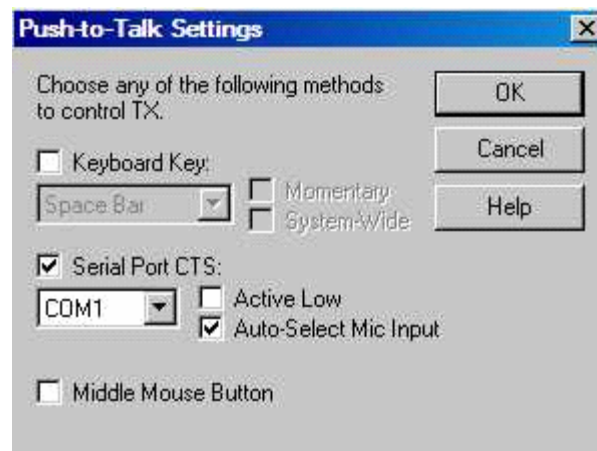 Push-to-Talk Settings
Choose any of the following methods
to control TX.
OK
Cancel
Help
Keyboard Key:
Space Bar
Momentary
System-Wide
Serial Port CTS:
COM1
Active Low
Auto-Select Mic Input
Middle Mouse Button